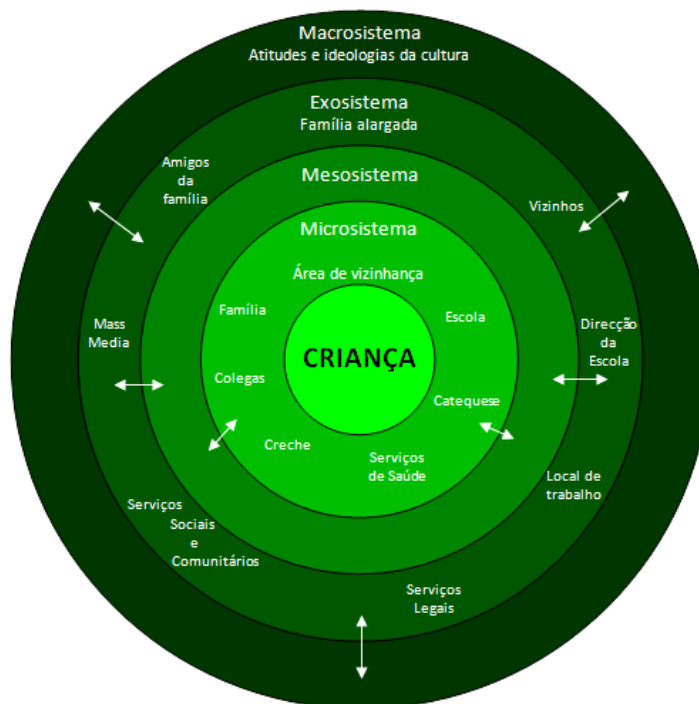 Macrosistema
Atitudes e ideologias da cultura
Exosistema
Família alargada
Amigos
da
família
Mesosistema
Vizinhos
Microsistema
Área de vizinhança
Família
Escola
Mass
Media
Direcção
da
Escola
CRIANÇA
Colegas
Catequese
Creche
Serviços
de Saúde
Local de
trabalho
Serviços
Sociais
e
Comunitários
Serviços
Legais